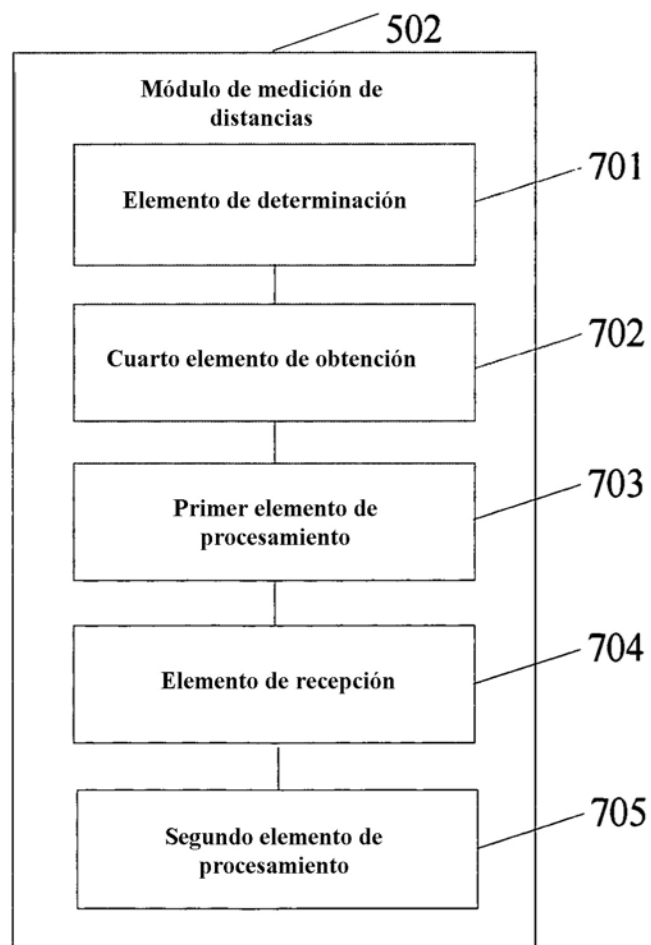 502
Módulo de medición de
distancias
701
Elemento de determinación
702
Cuarto elemento de obtención
703
Primer elemento de
procesamiento
704
Elemento de recepción
705
Segundo elemento de
procesamiento